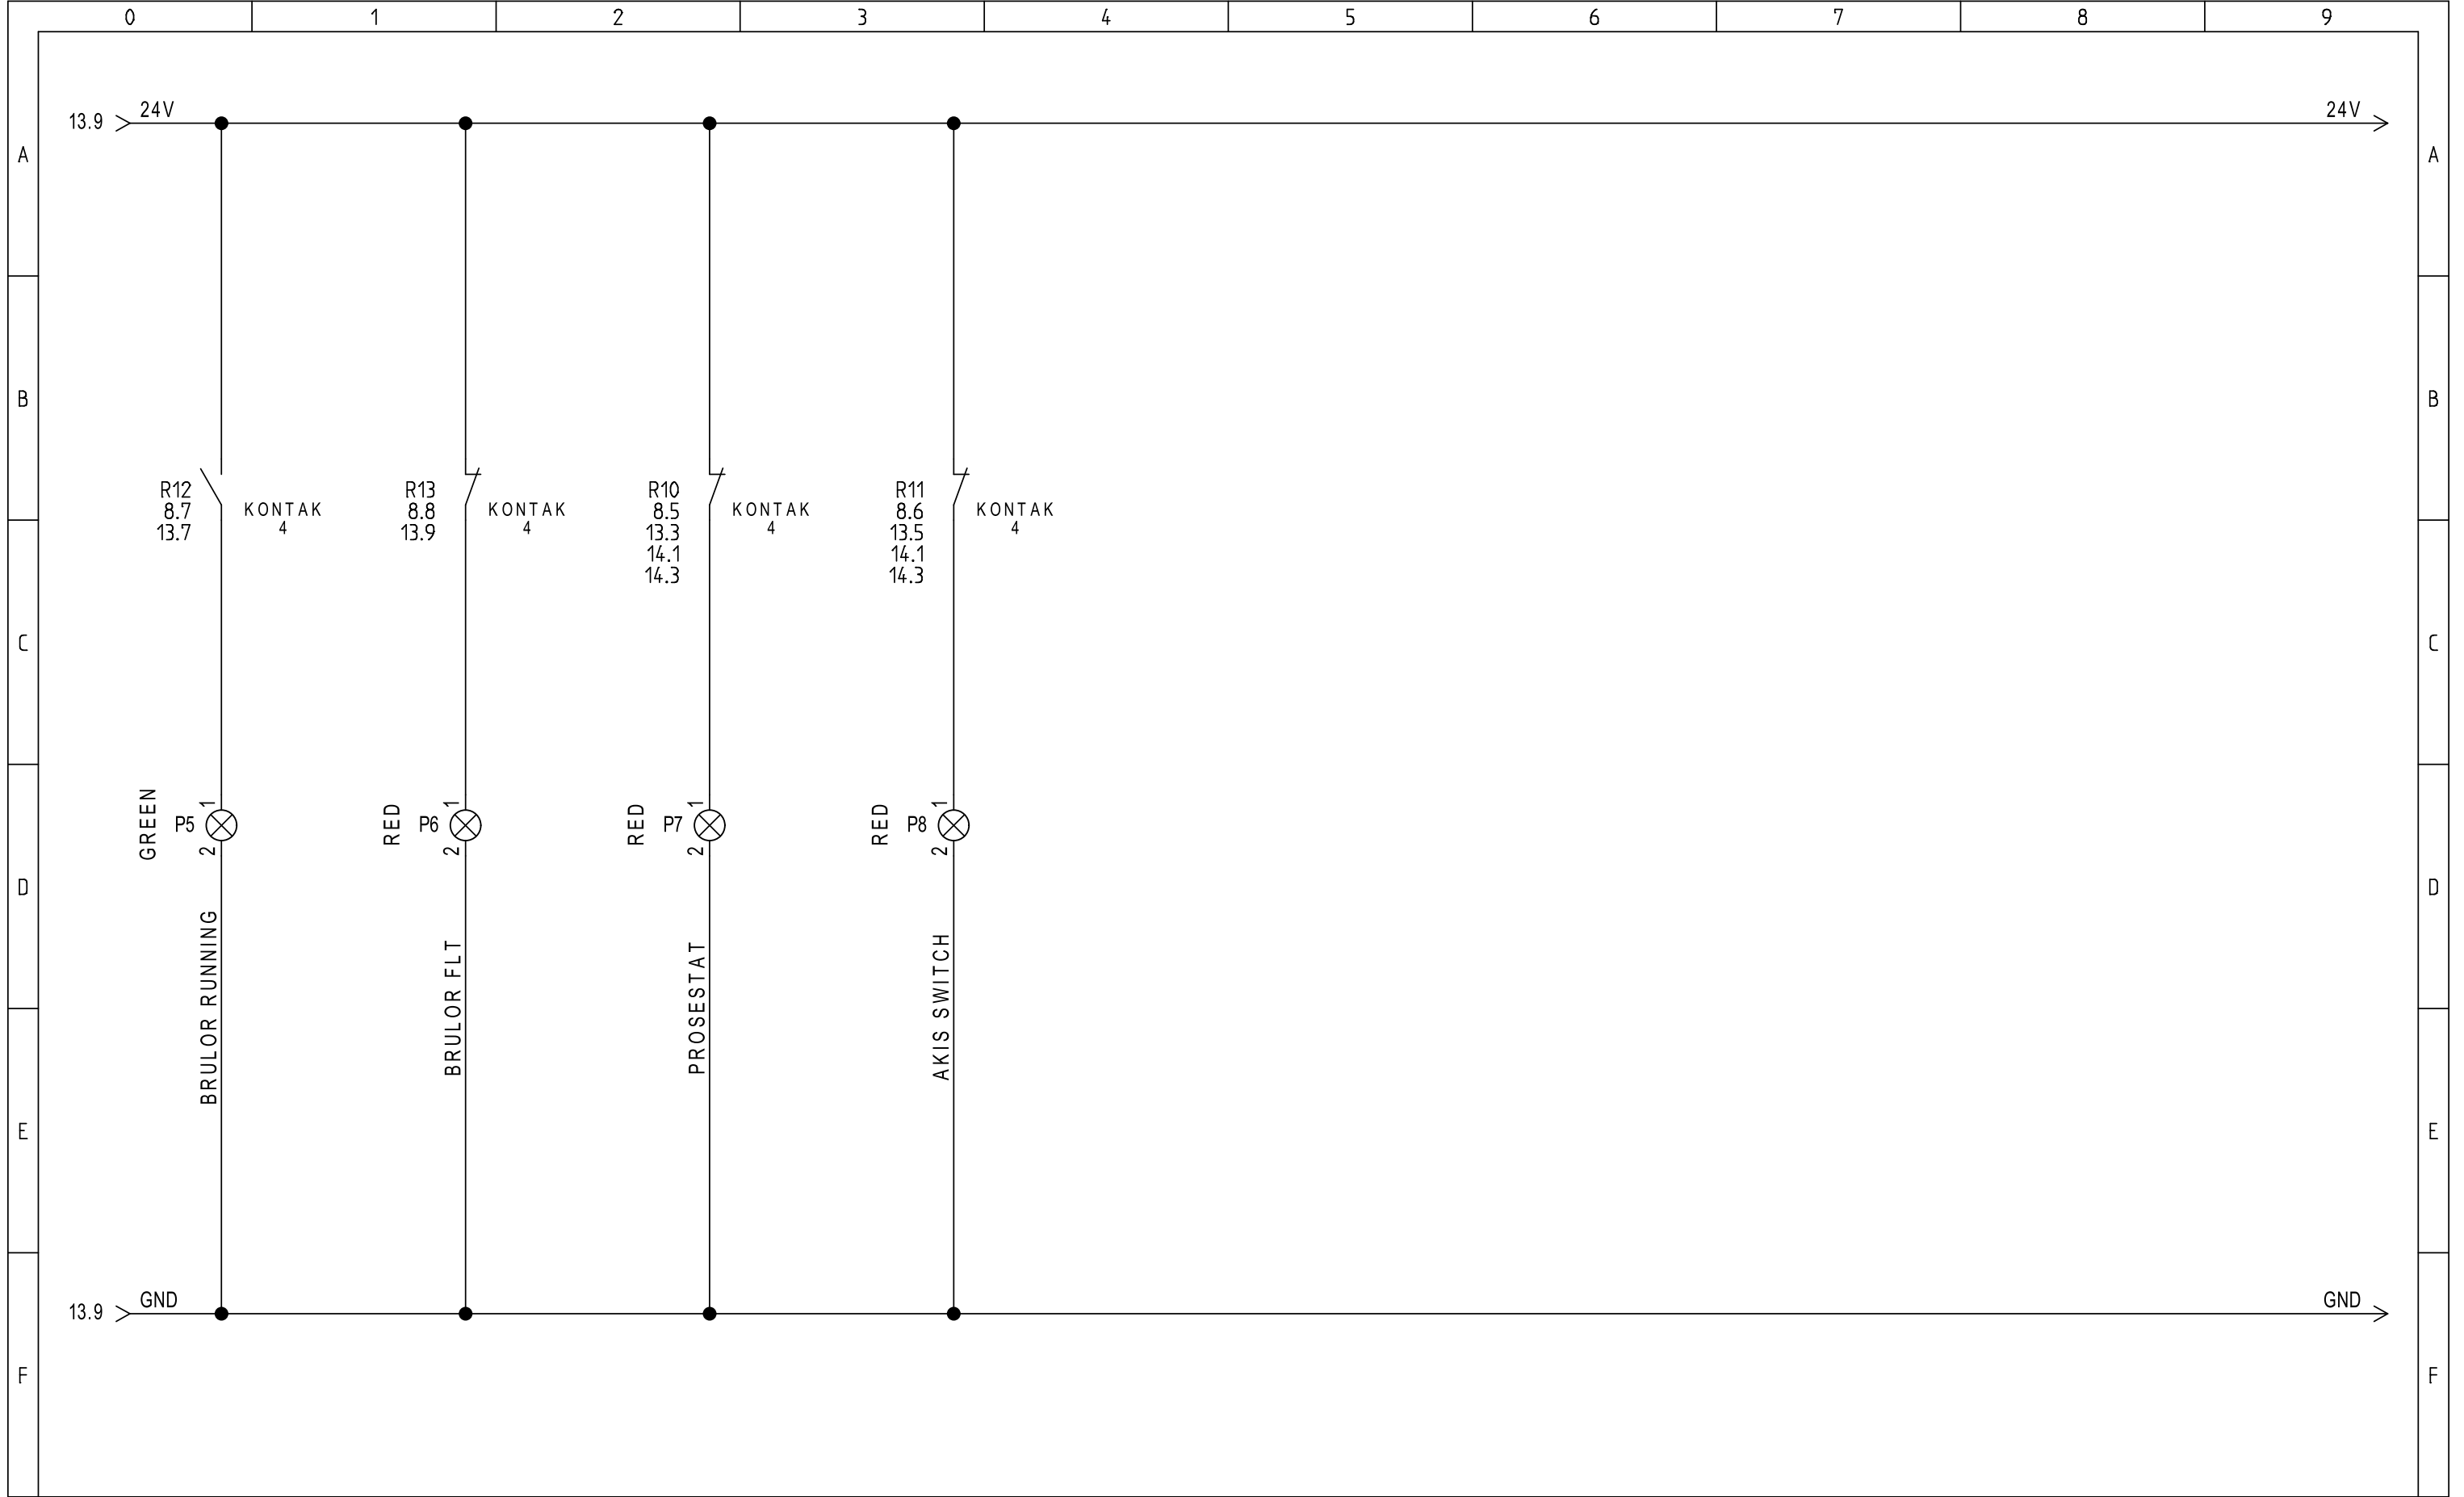 0 1 2 3 4 5 6 7 8 9
24V 24V
13.9
A A
B B
R12 R13 R10 R11
8.7 KONTAK 8.8 KONTAK 8.5 KONTAK 8.6 KONTAK
13.7 4 13.9 4 13.3 4 13.5 4
14.1 14.1
14.3 14.3
C C
GREEN P5 1 2 RED P6 1 2 RED P7 1 2 RED P8 1 2
D D
BRULOR RUNNING
BRULOR FLT
PROSESTAT
AKIS SWITCH
E E
GND GND
13.9
F F